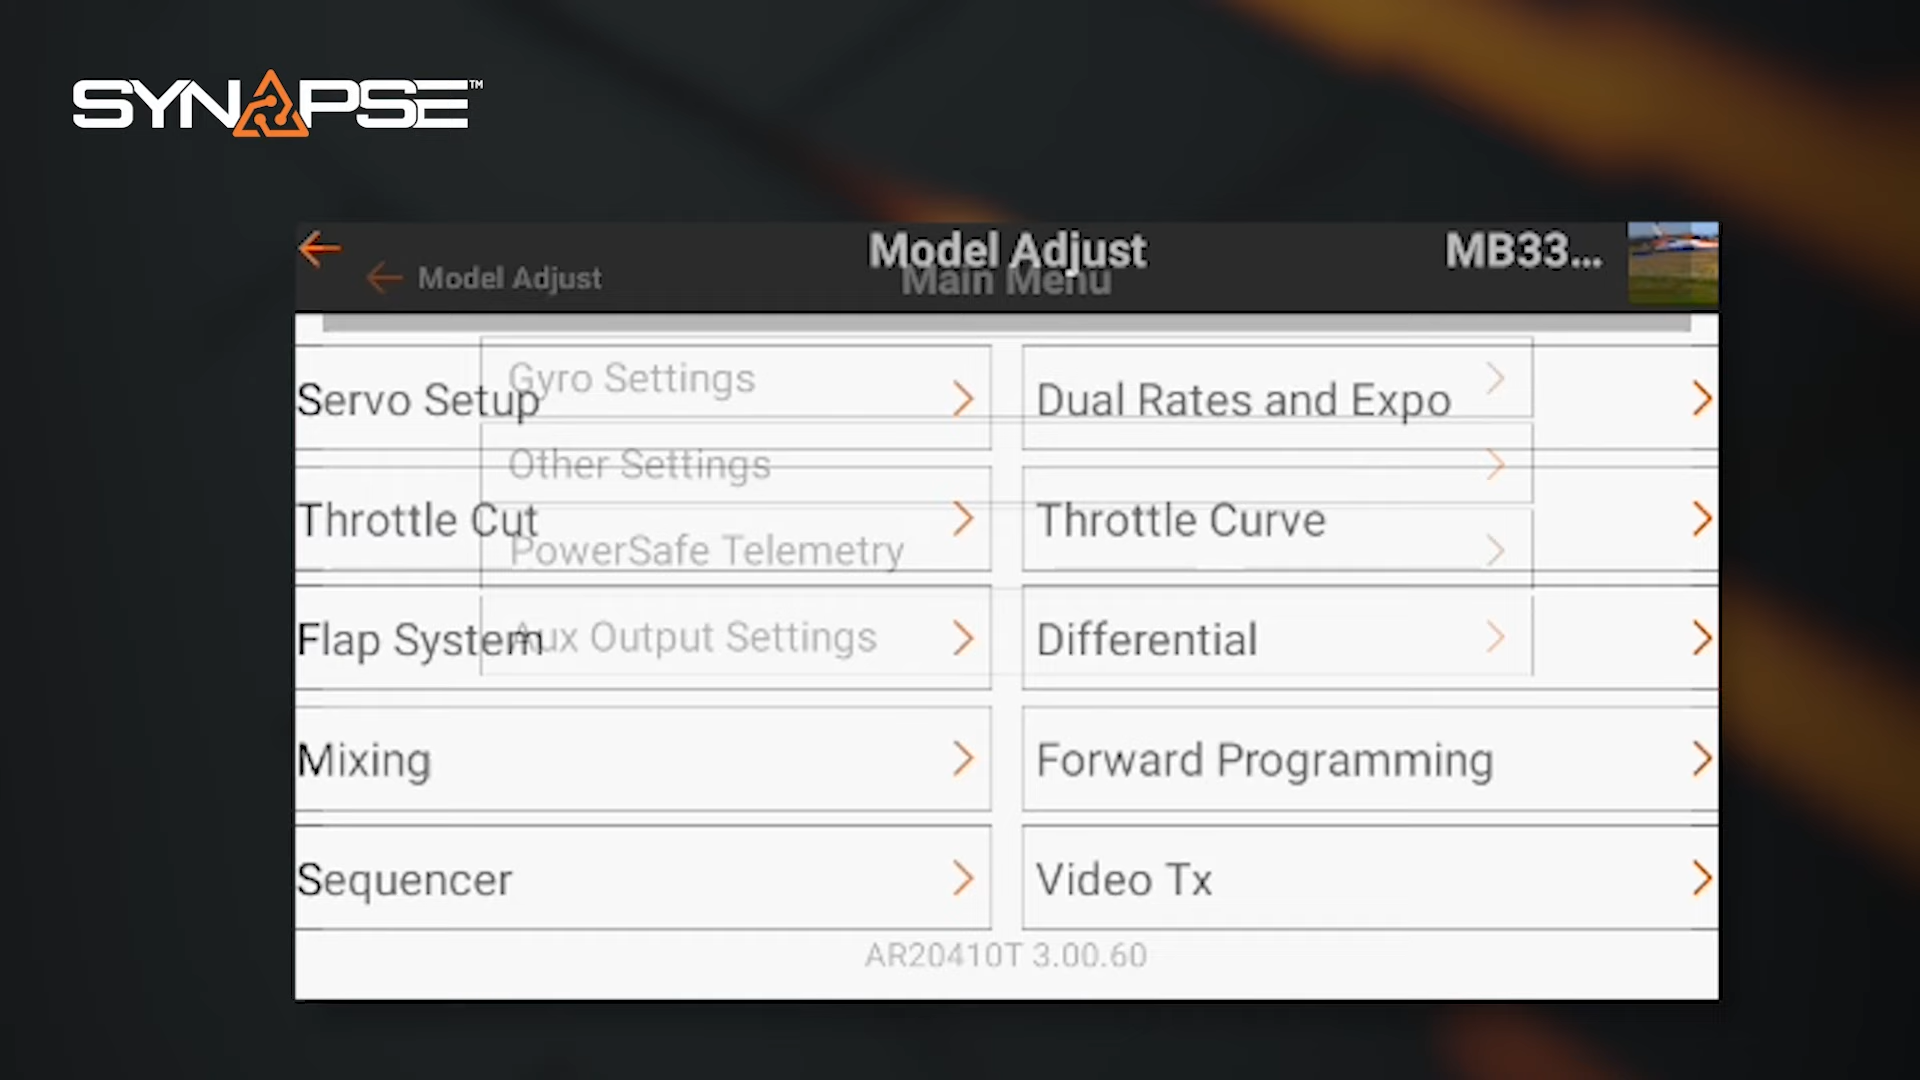 SYNAPSE™
Model Adjust
MB33...
Model Adjust
Main Menu
Gyro Settings
Servo Setup
Dual Rates and Expo
Other Settings
Throttle Cut
Throttle Curve
PowerSafe Telemetry
Flap System
Aux Output Settings
Differential
Mixing
Forward Programming
Sequencer
Video Tx
AR20410T 3.00.60